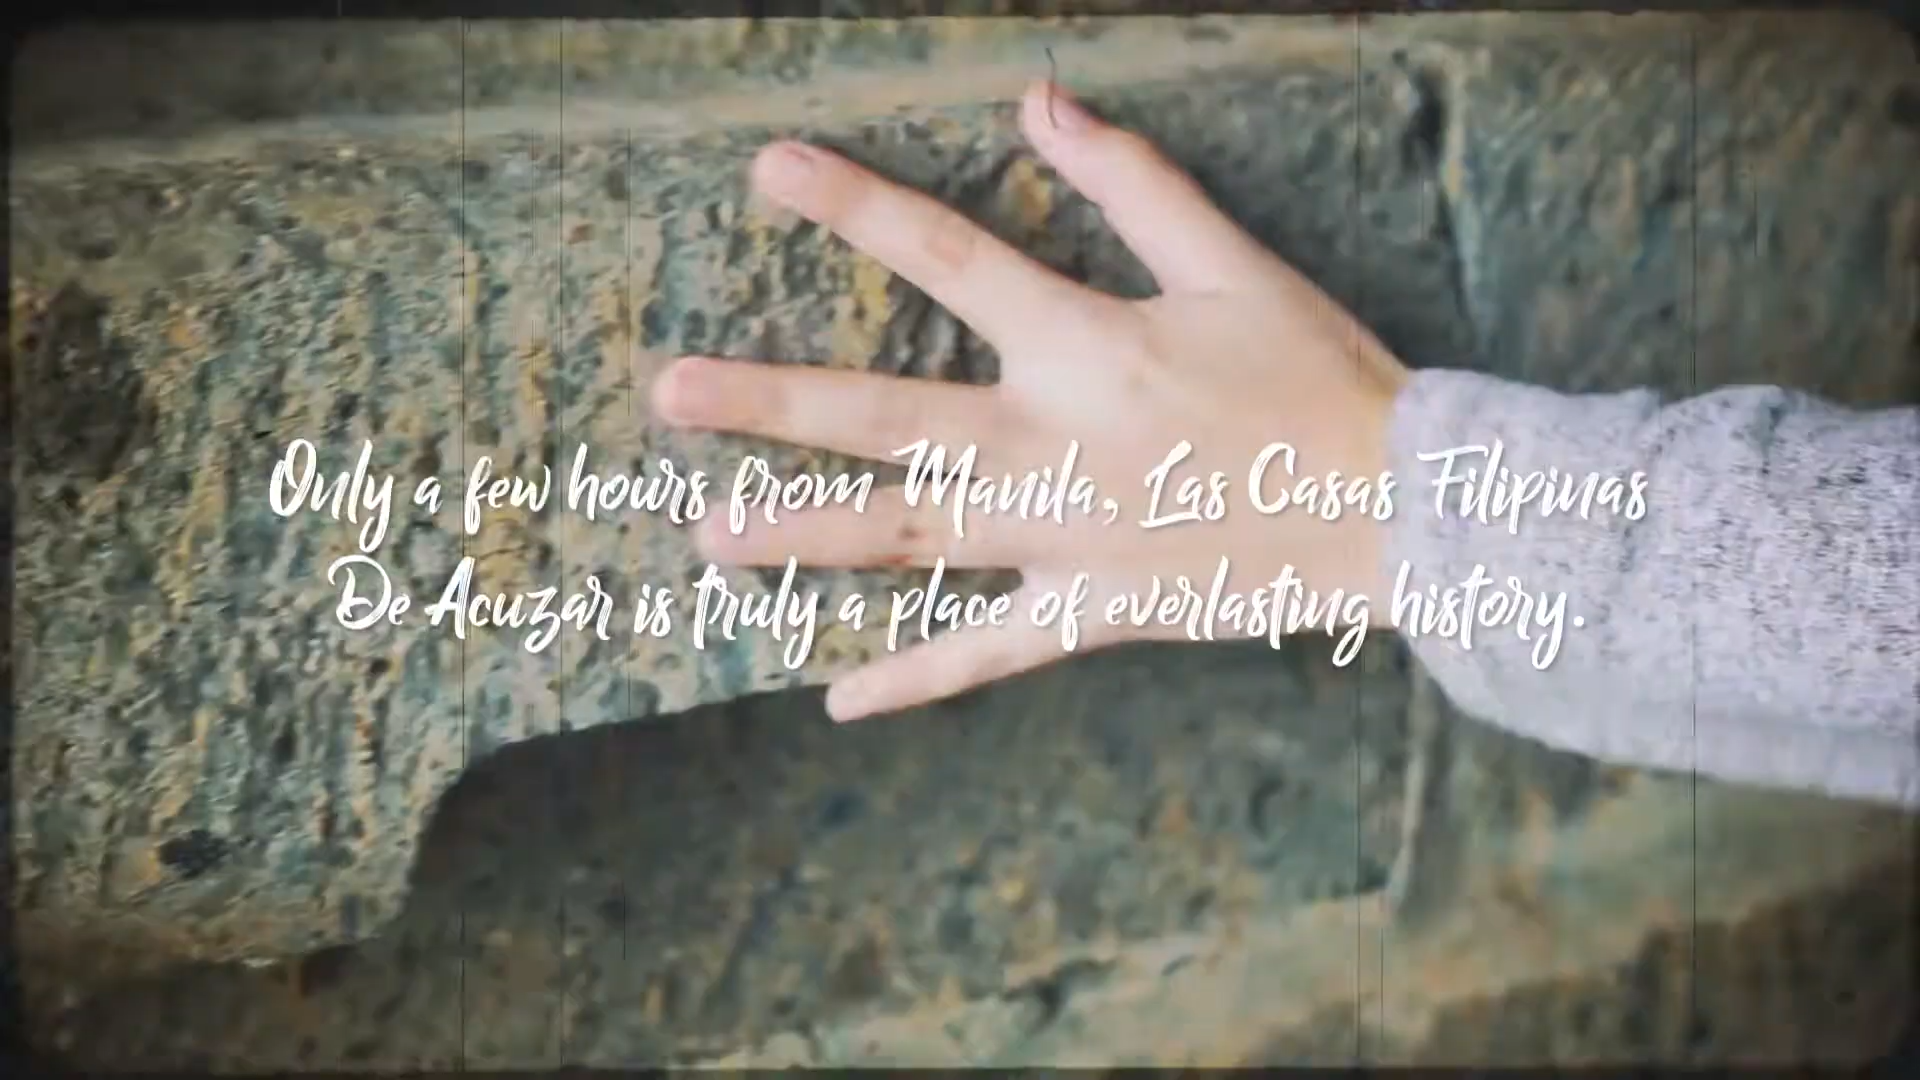 Only a few hours from Manila, Las Casas Filipinas
De Acuzar is truly a place of everlasting history.